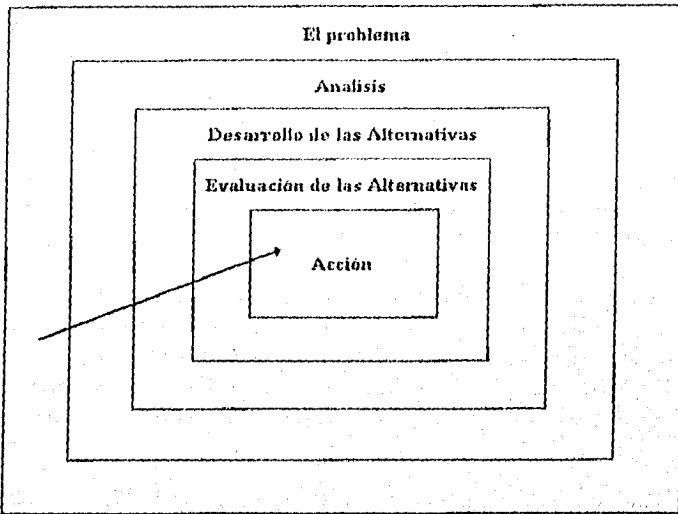 El problema
Analisis
Desarrollo de las Alternativas
Evaluación de las Alternativas
Acción